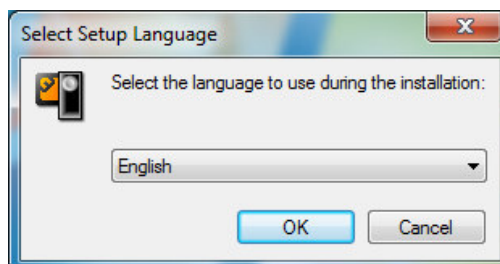 Select Setup Language
Select the language to use during the installation:
English
OK
Cancel